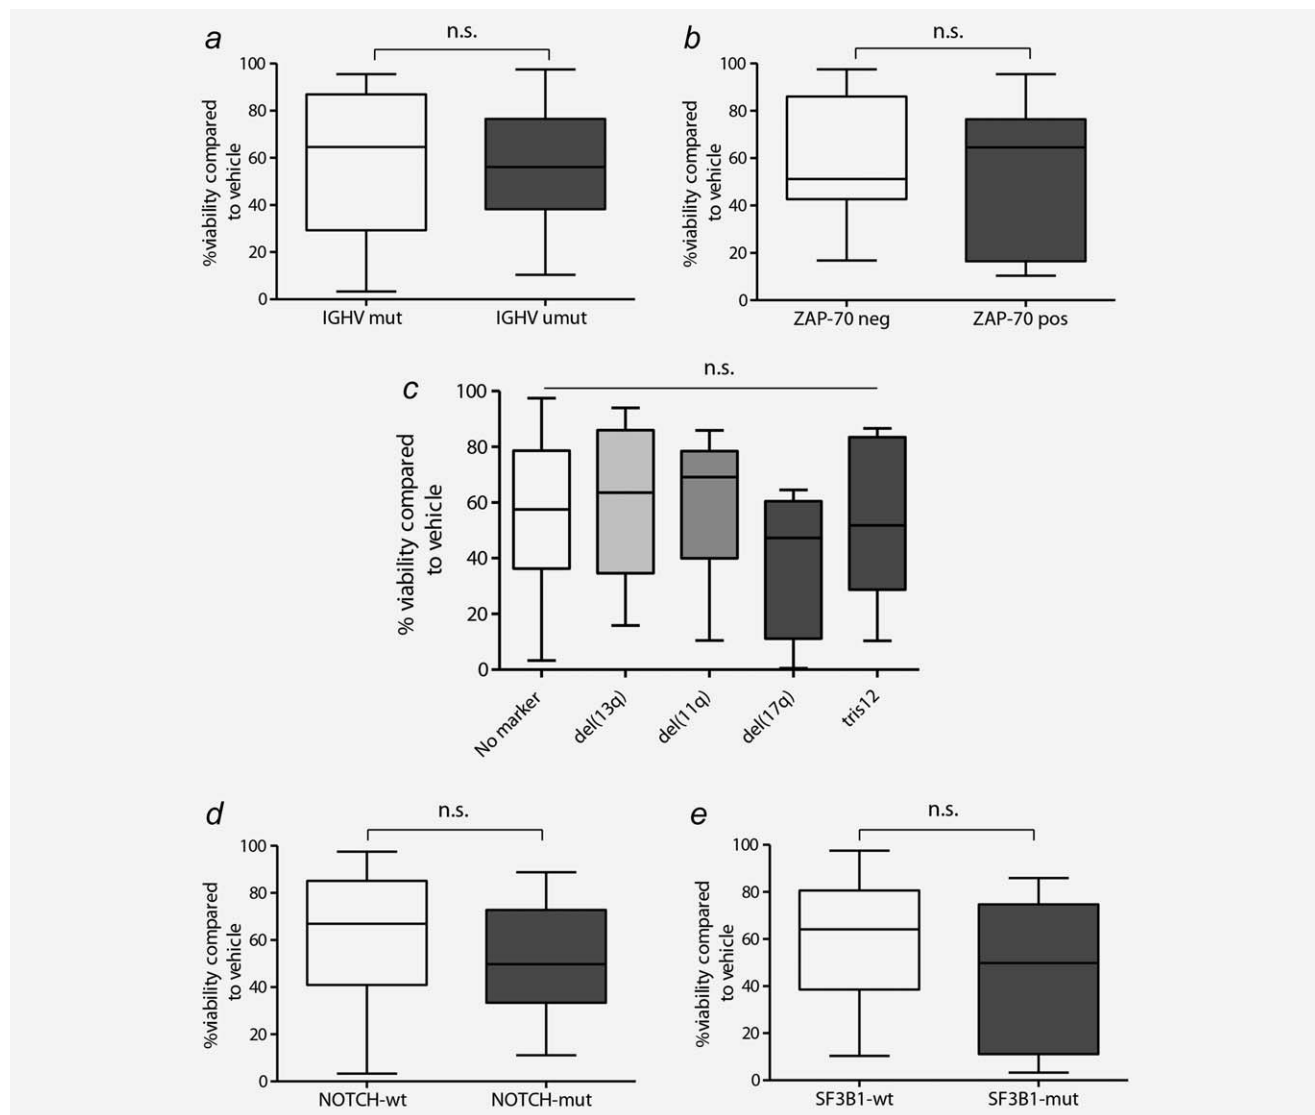 a
n.s.
100
80
60
40
20
0
%viability compared
to vehicle
IGHV mut
IGHV umut
b
n.s.
100
80
60
40
20
0
%viability compared
to vehicle
ZAP-70 neg
ZAP-70 pos
c
n.s.
100
80
60
40
20
0
% viability compared
to vehicle
No marker
del(13q)
del(11q)
del(17q)
tris12
d
n.s.
100
80
60
40
20
0
%viability compared
to vehicle
NOTCH-wt
NOTCH-mut
e
n.s.
100
80
60
40
20
0
%viability compared
to vehicle
SF3B1-wt
SF3B1-mut